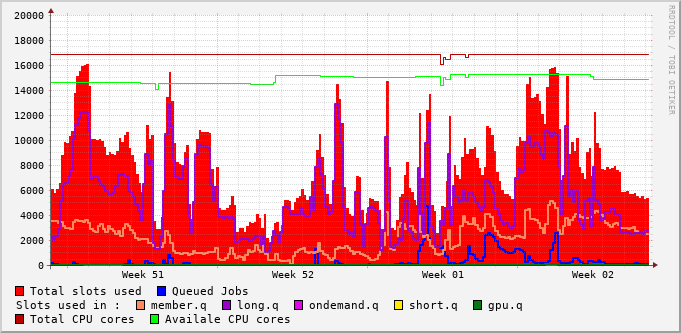 20000
18000
16000
14000
12000
10000
8000
6000
4000
2000
0
Week 51 Week 52 Week 01 Week 02
RRDTOOL / TOBI OETIKER
Total slots used Queued Jobs
Slots used in : member.q long.q ondemand.q short.q gpu.q
Total CPU cores Availale CPU cores